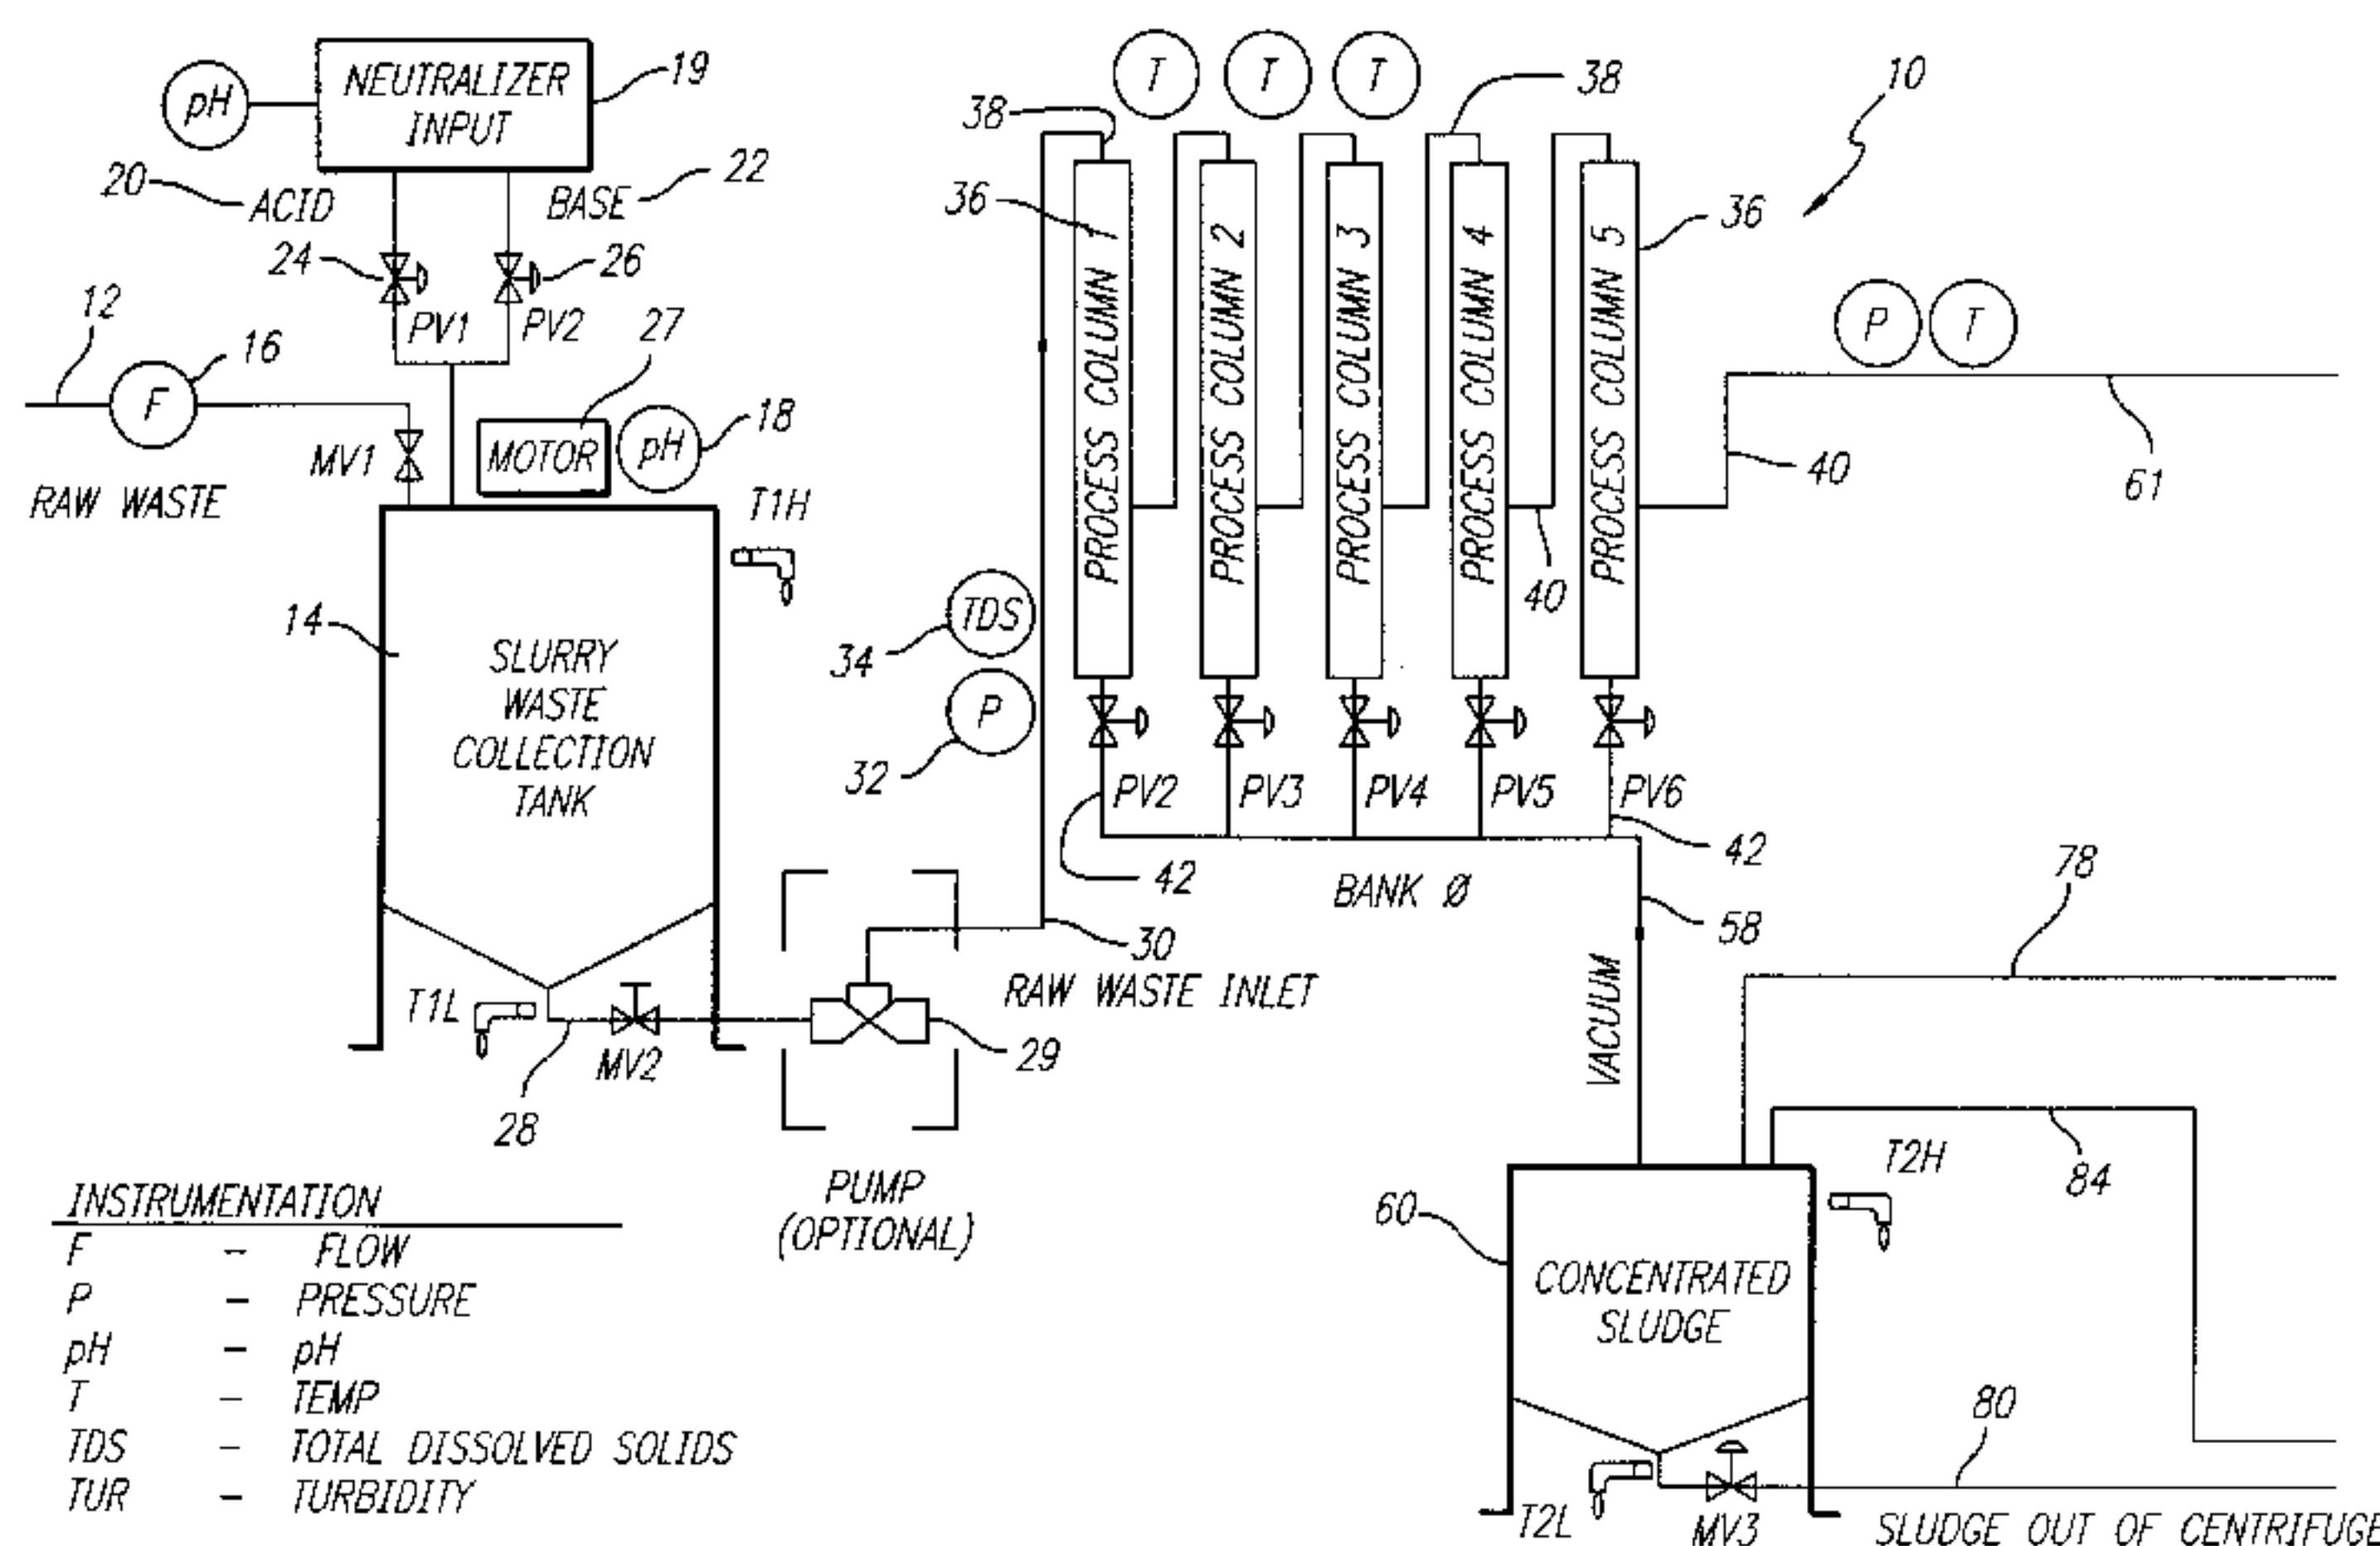 NEUTRALIZER
INPUT
pH
19
20
ACID
BASE
22
24
26
PV1
PV2
12
16
F
27
MOTOR
pH
18
MV1
RAW WASTE
T1H
14
SLURRY
WASTE
COLLECTION
TANK
T1L
28
MV2
29
PUMP
(OPTIONAL)
30
RAW WASTE INLET
TDS
34
P
32
T T T
38
38
10
36
36
PROCESS COLUMN 1
PROCESS COLUMN 2
PROCESS COLUMN 3
PROCESS COLUMN 4
PROCESS COLUMN 5
P T
40
61
40
PV2 PV3 PV4 PV5 PV6
42
42
BANK Ø
58
VACUUM
78
84
T2H
60
CONCENTRATED
SLUDGE
80
T2L
MV3
SLUDGE OUT OF CENTRIFUGE
INSTRUMENTATION
F – FLOW
P – PRESSURE
pH – pH
T – TEMP
TDS – TOTAL DISSOLVED SOLIDS
TUR – TURBIDITY